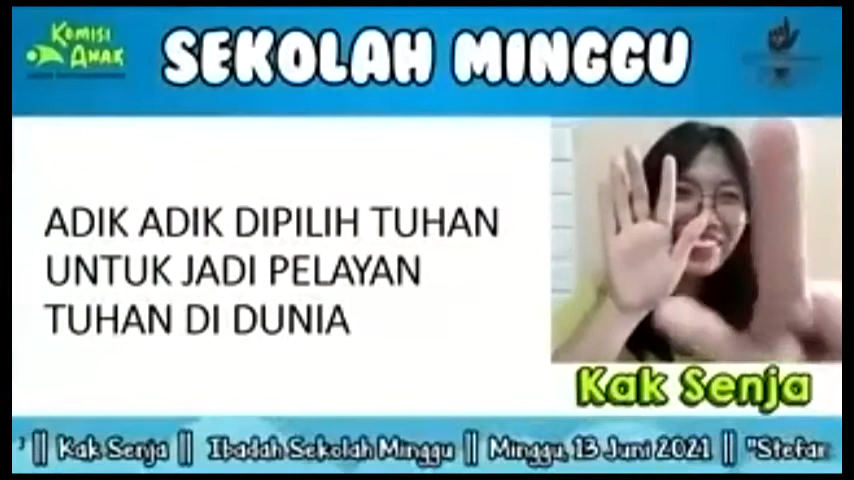 KOMISI
ANAK
SEKOLAH MINGGU
ADIK ADIK DIPILIH TUHAN
UNTUK JADI PELAYAN
TUHAN DI DUNIA
Kak Senja
|| Kak Senja || Ibadah Sekolah Minggu || Minggu, 13 Juni 2021 || "Stefan